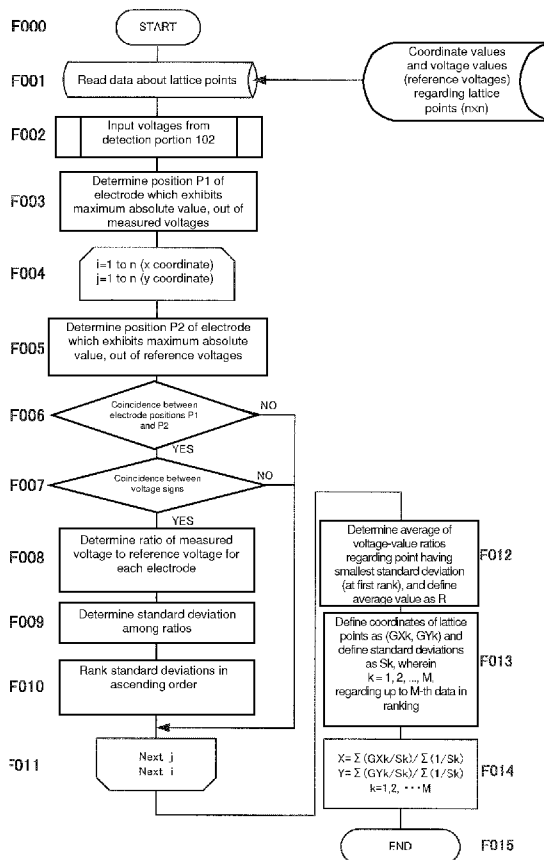 F000
START
F001
Read data about lattice points
Coordinate values
and voltage values
(reference voltages)
regarding lattice
points (n×n)
F002
Input voltages from
detection portion 102
F003
Determine position P1 of
electrode which exhibits
maximum absolute value, out of
measured voltages
F004
i=1 to n (x coordinate)
j=1 to n (y coordinate)
F005
Determine position P2 of electrode
which exhibits maximum absolute
value, out of reference voltages
F006
Coincidence between
electrode positions P1
and P2
NO
YES
F007
Coincidence between
voltage signs
NO
YES
F008
Determine ratio of measured
voltage to reference voltage for
each electrode
F009
Determine standard deviation
among ratios
F010
Rank standard deviations in
ascending order
F011
Next j
Next i
Determine average of
voltage-value ratios
regarding point having
smallest standard deviation
(at first rank), and define
average value as R
F012
Define coordinates of lattice
points as (GXk, GYk) and
define standard deviations
as Sk, wherein
k = 1, 2, ..., M,
regarding up to M-th data in
ranking
F013
X=Σ(GXk/Sk)/Σ(1/Sk)
Y=Σ(GYk/Sk)/Σ(1/Sk)
k=1,2, ···M
F014
END
F015